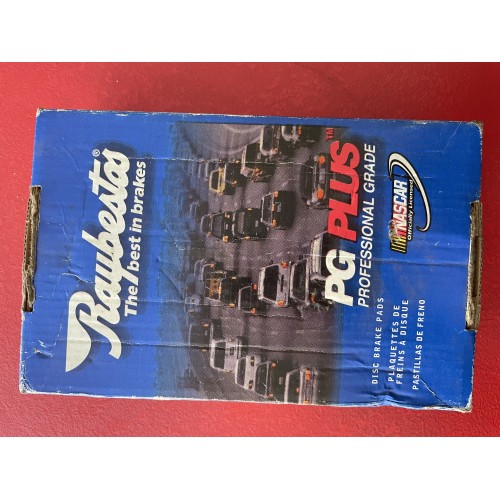 Raybestos®
The best in brakes
PG PLUS™
PROFESSIONAL GRADE
NASCAR
Officially Licensed
DISC BRAKE PADS
PLAQUETTES DE
FREINS À DISQUE
PASTILLAS DE FRENO